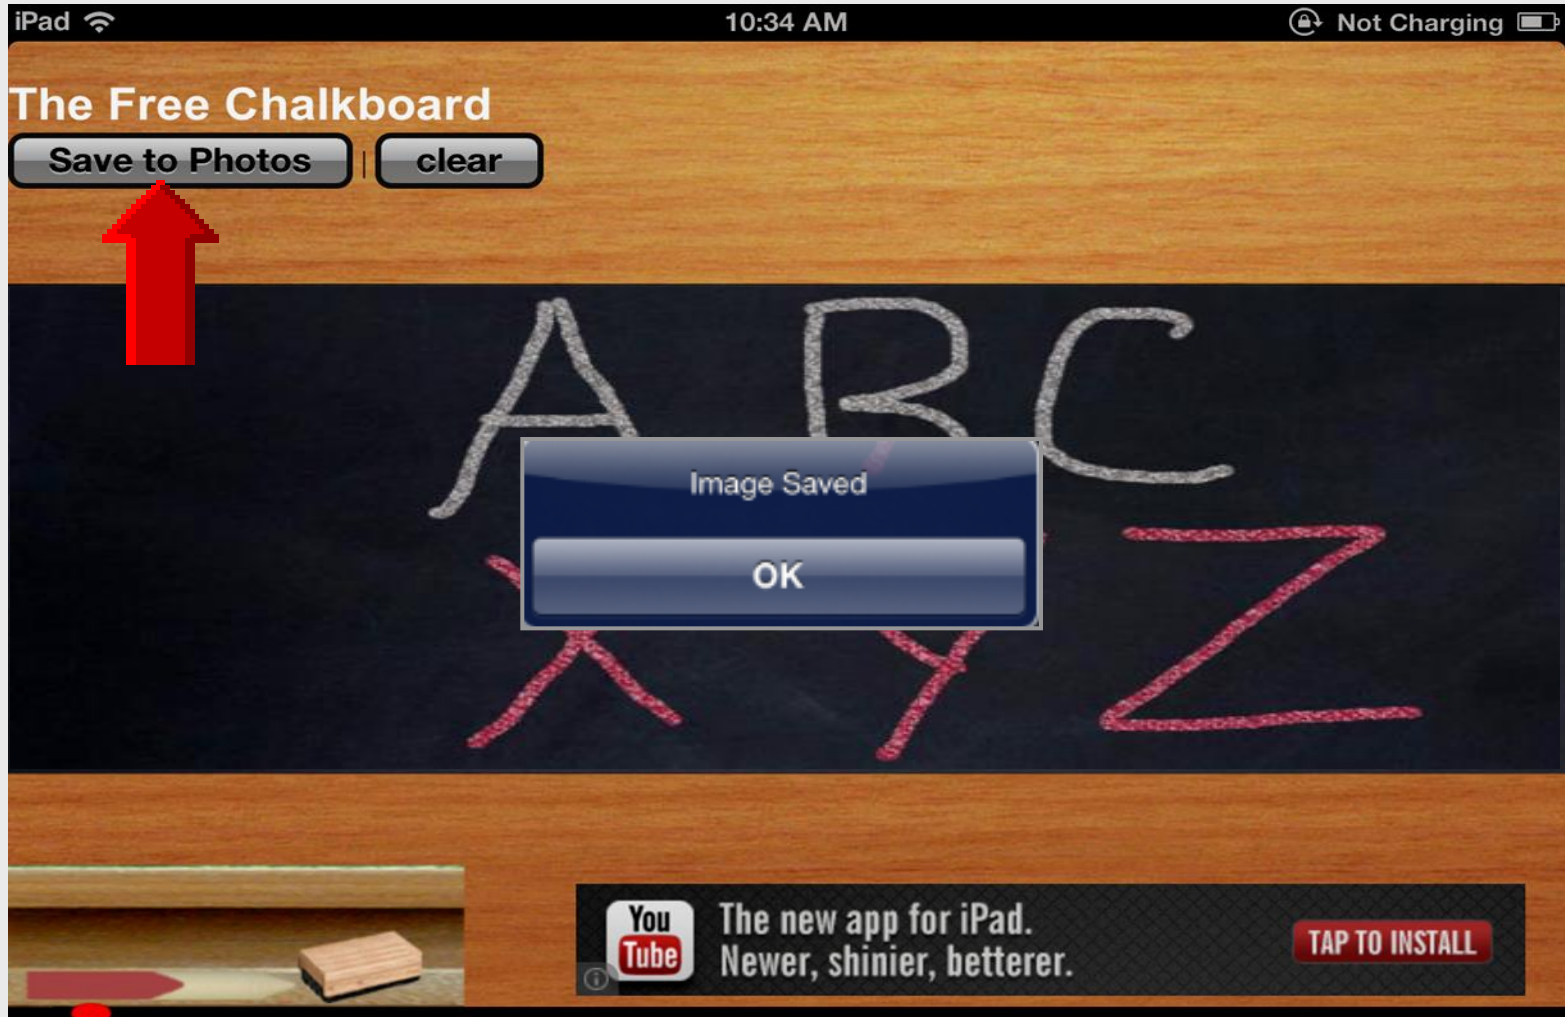 iPad 10:34 AM Not Charging
The Free Chalkboard
Save to Photos | clear
A B C
Image Saved
OK
X Y Z
You Tube
The new app for iPad.
Newer, shinier, betterer.
TAP TO INSTALL